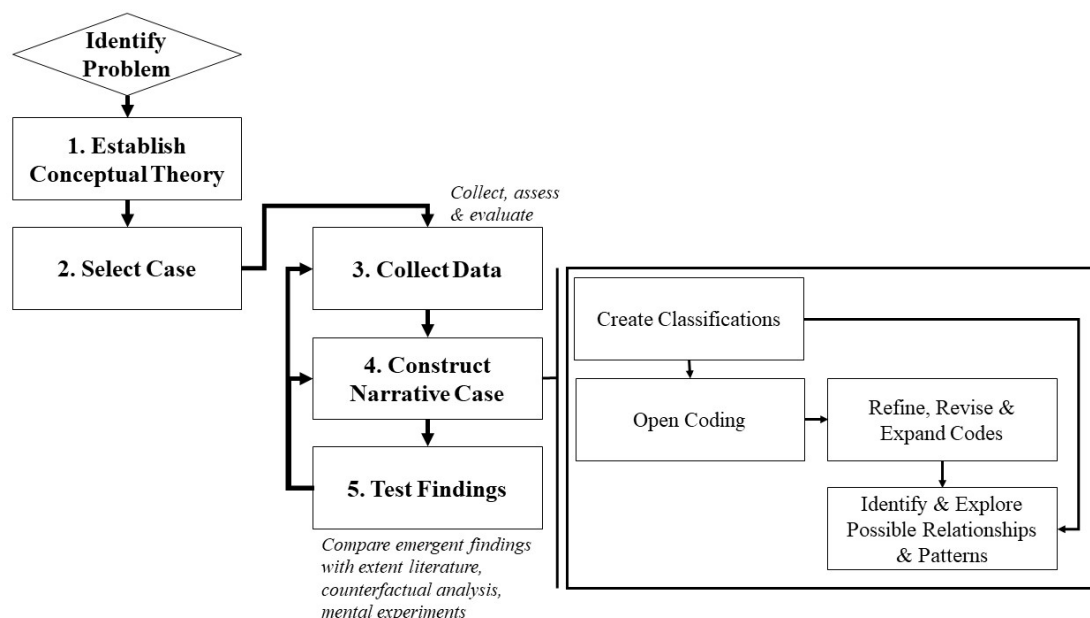 Identify
Problem
1. Establish
Conceptual Theory
2. Select Case
Collect, assess
& evaluate
3. Collect Data
4. Construct
Narrative Case
5. Test Findings
Compare emergent findings
with extent literature,
counterfactual analysis,
mental experiments
Create Classifications
Open Coding
Refine, Revise &
Expand Codes
Identify & Explore
Possible Relationships
& Patterns